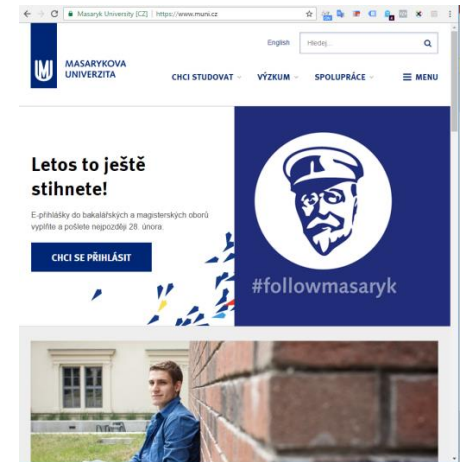 Masaryk University [CZ] | https://www.muni.cz
English
Hledej...
MASARYKOVA
UNIVERZITA
CHCI STUDOVAT
VÝZKUM
SPOLUPRÁCE
MENU
Letos to ještě
stihnete!
E-přihlášky do bakalářských a magisterských oborů
vyplňte a pošlete nejpozději 28. února.
CHCI SE PŘIHLÁSIT
#followmasaryk